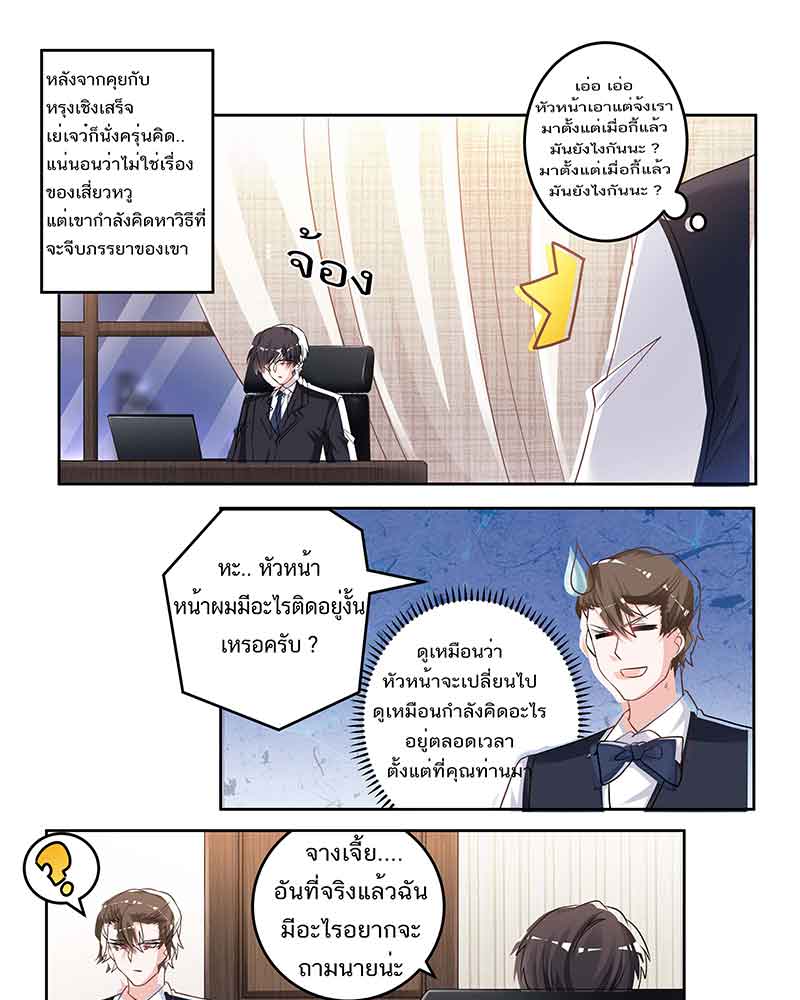 หลังจากคุยกับ
หรุงเชิงเสร็จ
เย่เจว๋ก็นั่งครุ่นคิด..
แน่นอนว่าไม่ใช่เรื่อง
ของเสี่ยวหวู
แต่เขากำลังคิดหาวิธีที่
จะจีบภรรยาของเขา
เอ่อ เอ่อ
หัวหน้าเอาแต่จ้งเรา
มาตั้งแต่เมื่อกี้แล้ว
มันยังไงกันนะ ?
มาตั้งแต่เมื่อกี้แล้ว
มันยังไงกันนะ ?
จ้อง
หะ.. หัวหน้า
หน้าผมมีอะไรติดอยู่งั้น
เหรอครับ ?
ดูเหมือนว่า
หัวหน้าจะเปลี่ยนไป
ดูเหมือนกำลังคิดอะไร
อยู่ตลอดเวลา
ตั้งแต่ที่คุณท่านมา
?
จางเจี้ย....
อันที่จริงแล้วฉัน
มีอะไรอยากจะ
ถามนายน่ะ